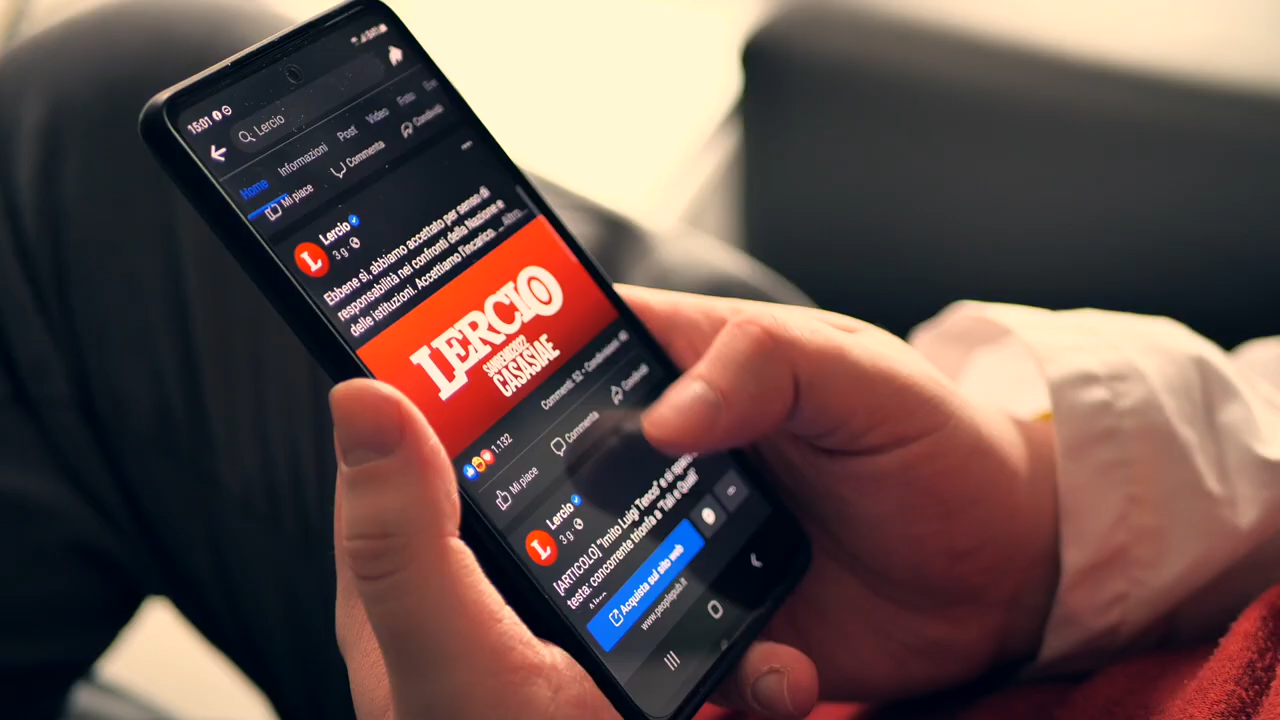 15:01
Lercio
Home Informazioni Post Video Foto
Mi piace Commenta Condividi
Lercio
3 g
Ebbene sì, abbiamo accettato per senso di
responsabilità nei confronti della Nazione e
delle istituzioni. Accettiamo l'incarico. ...Altro...
LERCIO
SANREMO2022
CASASIAE
1.132 Commenti: 52 • Condivisioni:
Mi piace Commenta Condividi
Lercio
3 g
[ARTICOLO] "Imito Luigi Tenco" e si
testa: concorrente trionfa a "Tali e Quali"
Acquista sul sito web
www.peoplepub.it